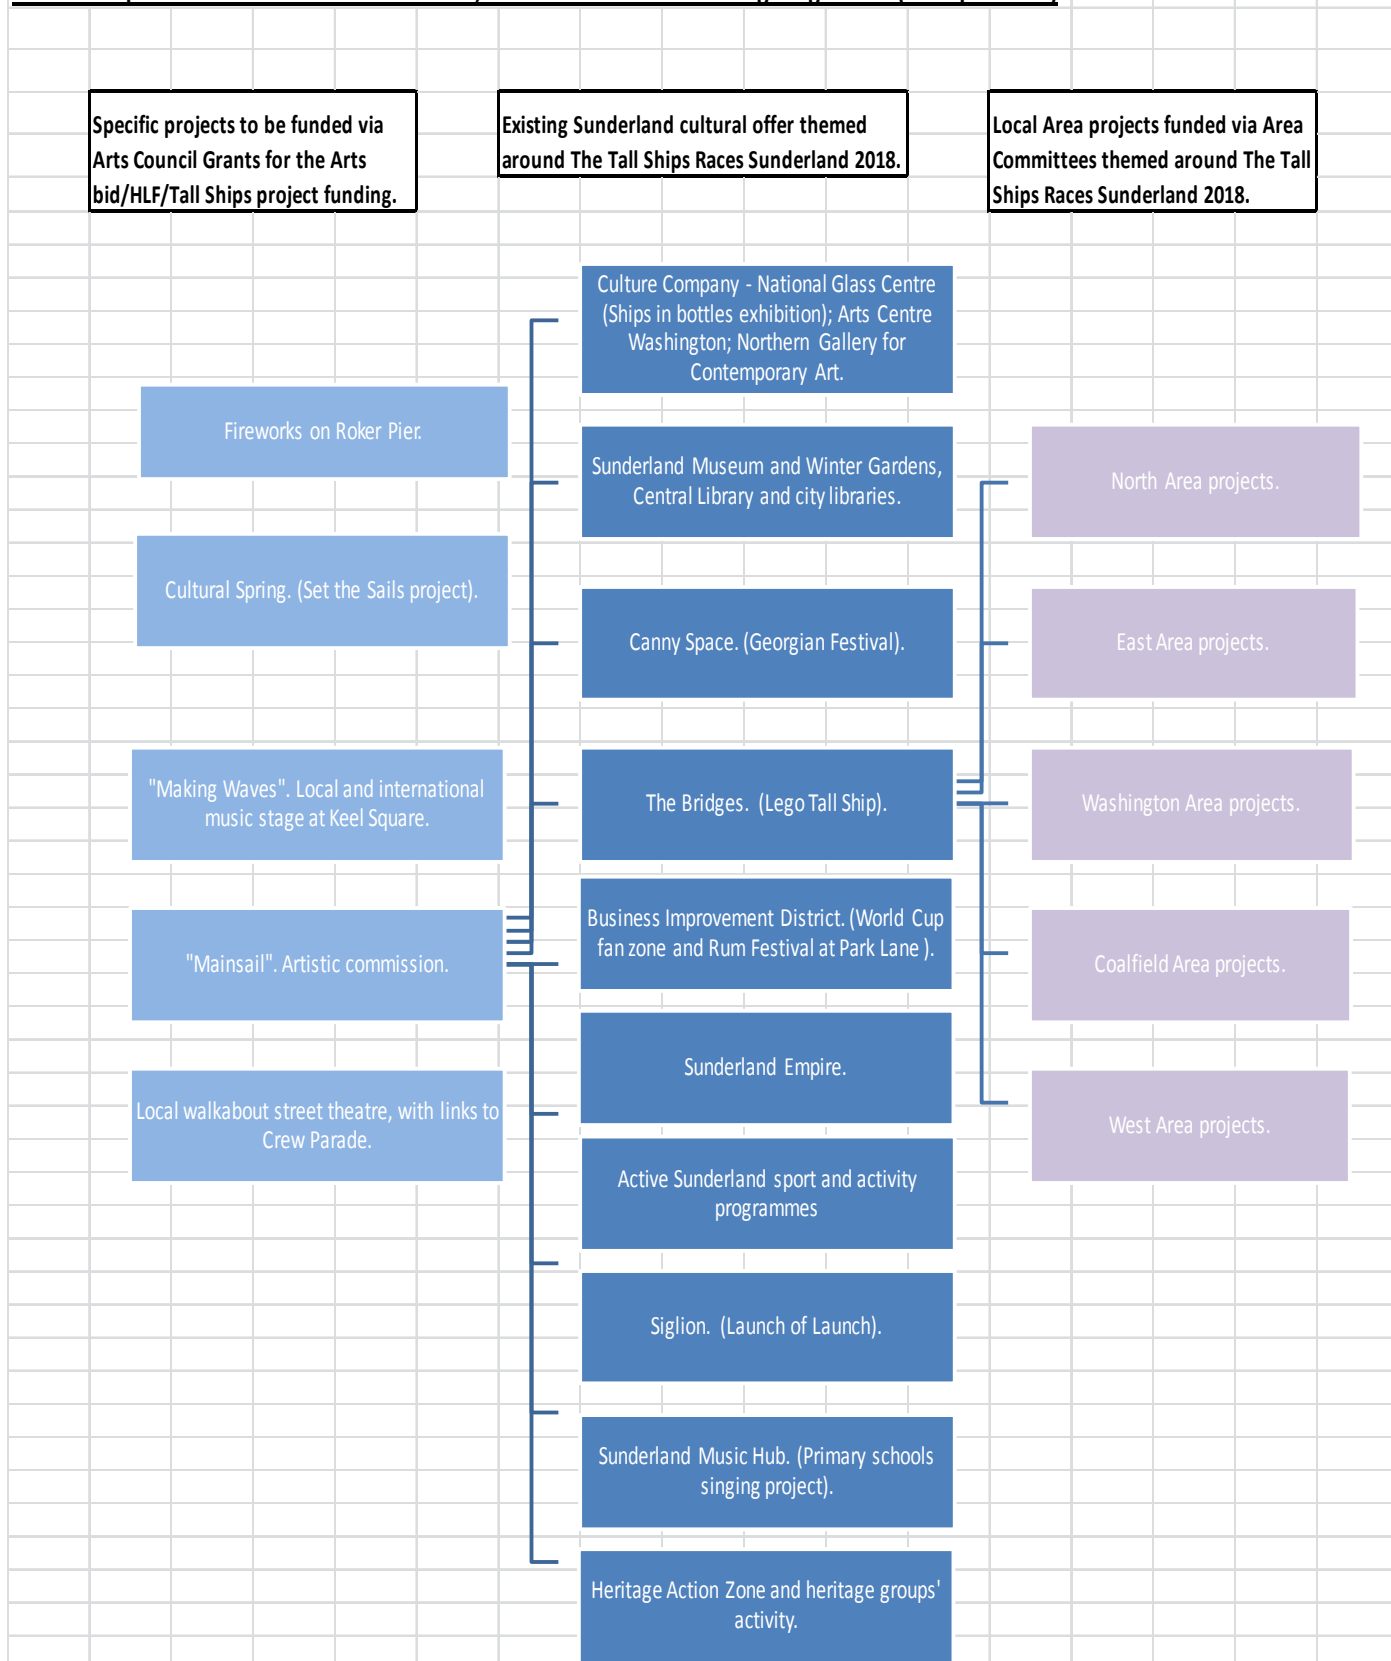 Specific projects to be funded via
Arts Council Grants for the Arts
bid/HLF/Tall Ships project funding.
Existing Sunderland cultural offer themed
around The Tall Ships Races Sunderland 2018.
Local Area projects funded via Area
Committees themed around The Tall
Ships Races Sunderland 2018.
Fireworks on Roker Pier.
Cultural Spring. (Set the Sails project).
"Making Waves". Local and international
music stage at Keel Square.
"Mainsail". Artistic commission.
Local walkabout street theatre, with links to
Crew Parade.
Culture Company - National Glass Centre
(Ships in bottles exhibition); Arts Centre
Washington; Northern Gallery for
Contemporary Art.
Sunderland Museum and Winter Gardens,
Central Library and city libraries.
Canny Space. (Georgian Festival).
The Bridges. (Lego Tall Ship).
Business Improvement District. (World Cup
fan zone and Rum Festival at Park Lane ).
Sunderland Empire.
Active Sunderland sport and activity
programmes
Siglion. (Launch of Launch).
Sunderland Music Hub. (Primary schools
singing project).
Heritage Action Zone and heritage groups'
activity.
North Area projects.
East Area projects.
Washington Area projects.
Coalfield Area projects.
West Area projects.